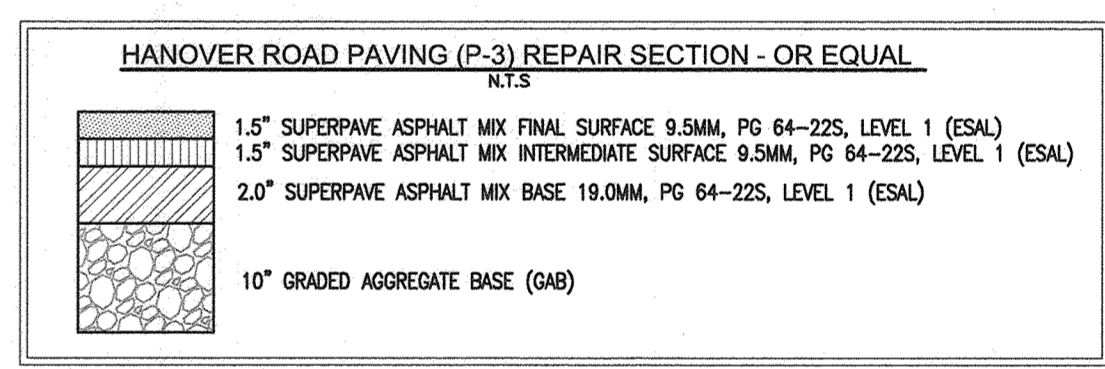 HANOVER ROAD PAVING (P-3) REPAIR SECTION - OR EQUAL
N.T.S
1.5" SUPERPAVE ASPHALT MIX FINAL SURFACE 9.5MM, PG 64-22S, LEVEL 1 (ESAL)
1.5" SUPERPAVE ASPHALT MIX INTERMEDIATE SURFACE 9.5MM, PG 64-22S, LEVEL 1 (ESAL)
2.0" SUPERPAVE ASPHALT MIX BASE 19.0MM, PG 64-22S, LEVEL 1 (ESAL)
10" GRADED AGGREGATE BASE (GAB)